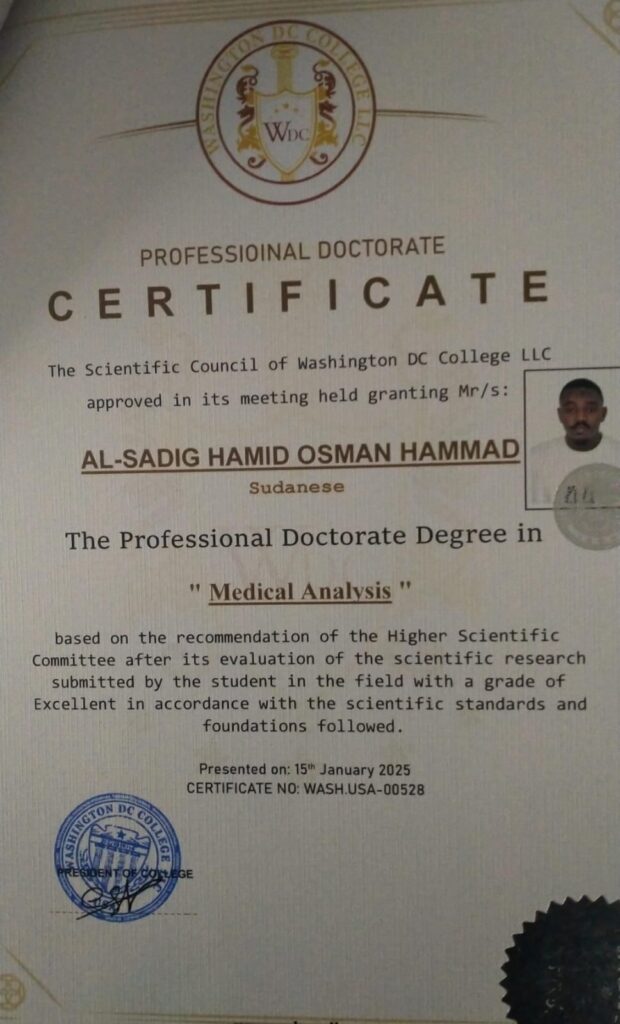 WASHINGTON DC COLLEGE LLC
WDC
PROFESSIOINAL DOCTORATE
CERTIFICATE
The Scientific Council of Washington DC College LLC
approved in its meeting held granting Mr/s:
AL-SADIG HAMID OSMAN HAMMAD
Sudanese
The Professional Doctorate Degree in
" Medical Analysis "
based on the recommendation of the Higher Scientific
Committee after its evaluation of the scientific research
submitted by the student in the field with a grade of
Excellent in accordance with the scientific standards and
foundations followed.
Presented on: 15th January 2025
CERTIFICATE NO: WASH.USA-00528
WASHINGTON DC COLLEGE
PRESIDENT OF COLLEGE